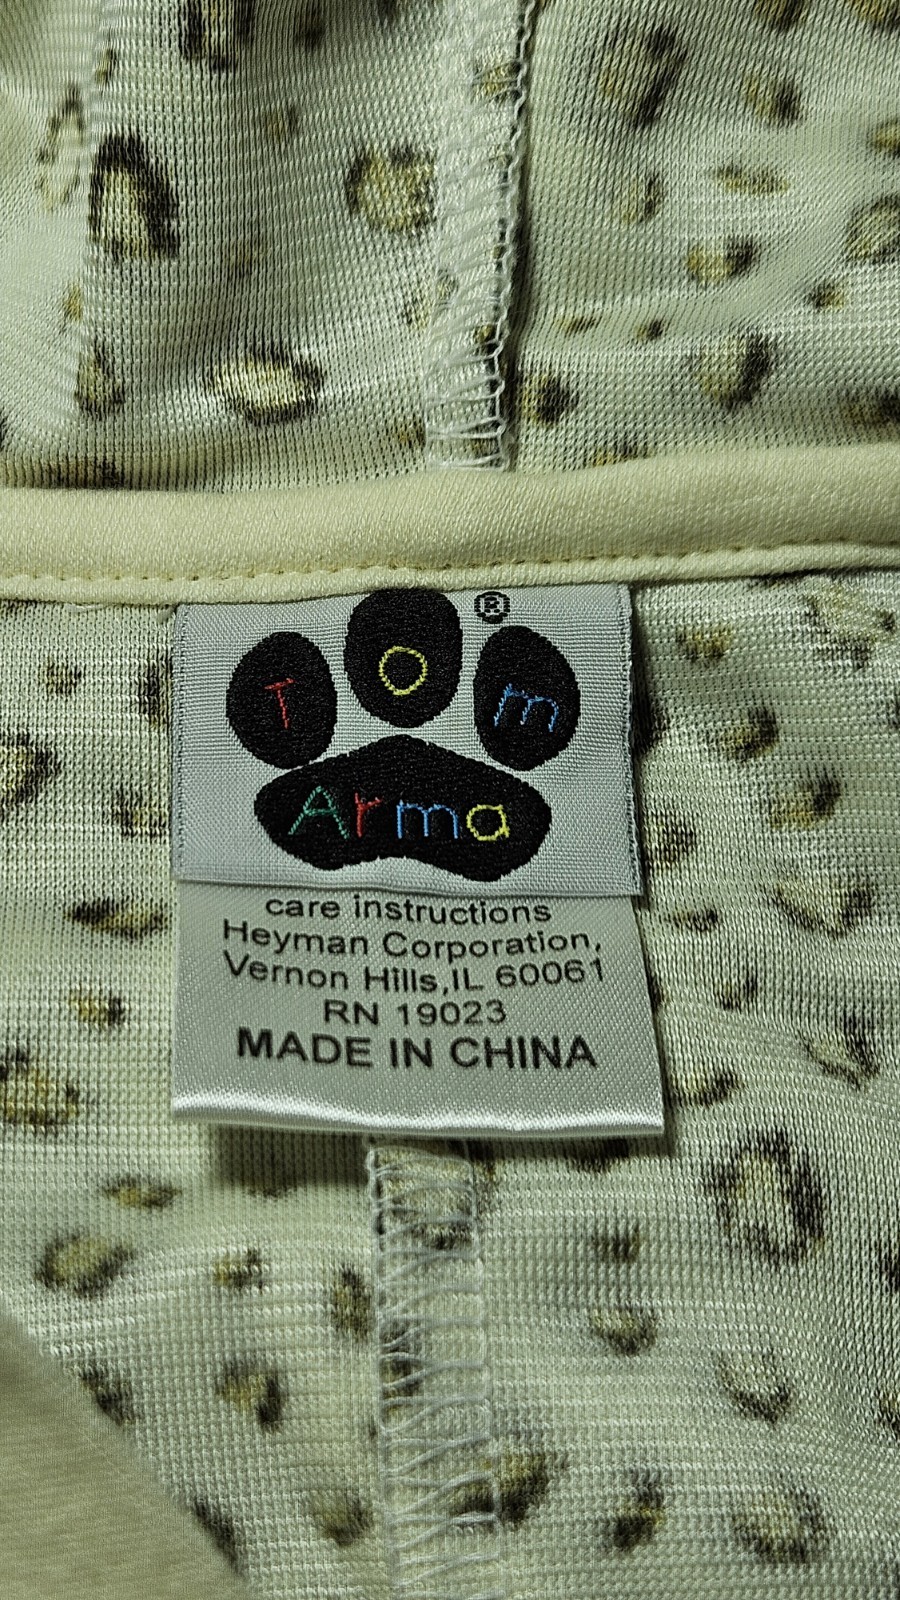 Tom
®
Arma
care instructions
Heyman Corporation,
Vernon Hills,IL 60061
RN 19023
MADE IN CHINA